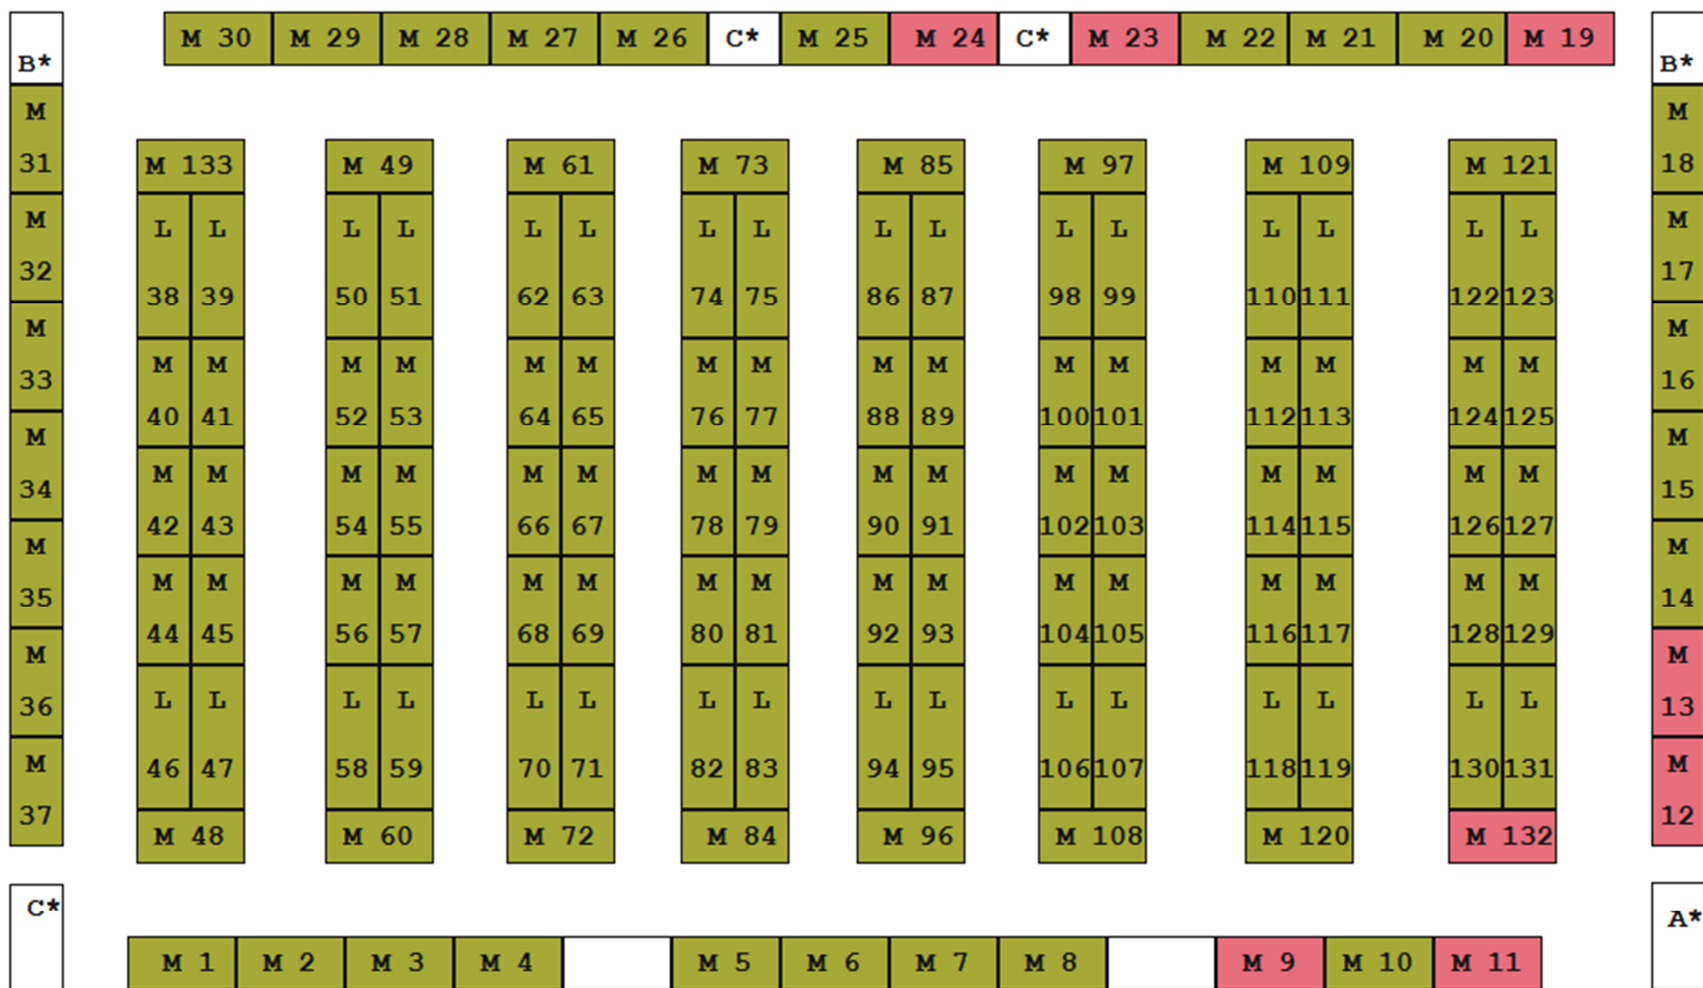 B* M 30 M 29 M 28 M 27 M 26 C* M 25 M 24 C* M 23 M 22 M 21 M 20 M 19 B*
M M
31 18
M 133 M 49 M 61 M 73 M 85 M 97 M 109 M 121
M L L L L L L L L L L L L L L L L M
32 38 39 50 51 62 63 74 75 86 87 98 99 110 111 122 123 17
M M
33 16
M M M M M M M M M M M M M M M M
40 41 52 53 64 65 76 77 88 89 100 101 112 113 124 125
M M
34 15
M M M M M M M M M M M M M M M M
42 43 54 55 66 67 78 79 90 91 102 103 114 115 126 127
M M
35 14
M M M M M M M M M M M M M M M M
44 45 56 57 68 69 80 81 92 93 104 105 116 117 128 129
M M
36 13
L L L L L L L L L L L L L L L L
46 47 58 59 70 71 82 83 94 95 106 107 118 119 130 131
M M
37 12
M 48 M 60 M 72 M 84 M 96 M 108 M 120 M 132
C* A*
M 1 M 2 M 3 M 4 M 5 M 6 M 7 M 8 M 9 M 10 M 11